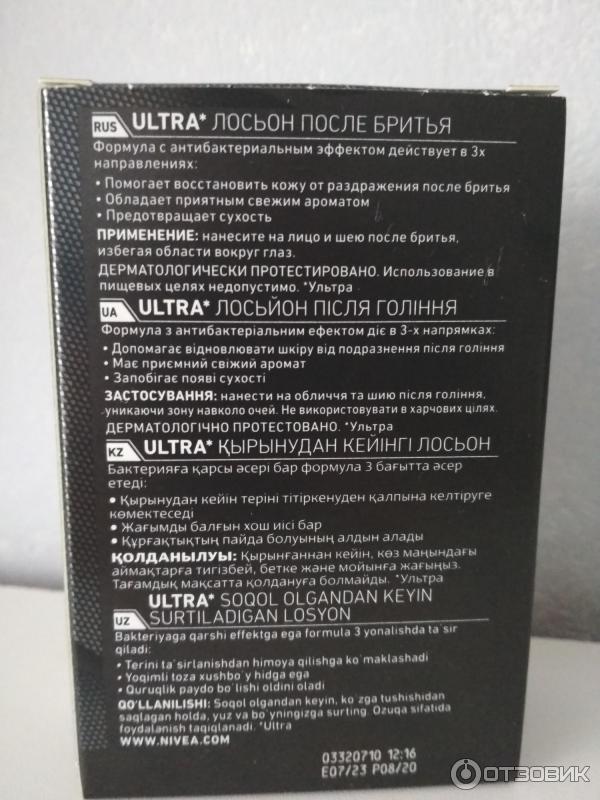 RUS ULTRA* ЛОСЬОН ПОСЛЕ БРИТЬЯ
Формула с антибактериальным эффектом действует в 3х
направлениях:
• Помогает восстановить кожу от раздражения после бритья
• Обладает приятным свежим ароматом
• Предотвращает сухость
ПРИМЕНЕНИЕ: нанесите на лицо и шею после бритья,
избегая области вокруг глаз.
ДЕРМАТОЛОГИЧЕСКИ ПРОТЕСТИРОВАНО. Использование в
пищевых целях недопустимо. *Ультра
UA ULTRA* ЛОСЬЙОН ПІСЛЯ ГОЛІННЯ
Формула з антибактеріальним ефектом діє в 3-х напрямках:
• Допомагає відновлювати шкіру від подразнення після гоління
• Має приємний свіжий аромат
• Запобігає появі сухості
ЗАСТОСУВАННЯ: нанести на обличчя та шию після гоління,
уникаючи зону навколо очей. Не використовувати в харчових цілях.
ДЕРМАТОЛОГІЧНО ПРОТЕСТОВАНО. *Ультра
KZ ULTRA* ҚЫРЫНУДАН КЕЙІНГІ ЛОСЬОН
Бактерияға қарсы әсері бар формула 3 бағытта әсер
етеді:
• Қырынудан кейін теріні тітіркенуден қалпына келтіруге
көмектеседі
• Жағымды балғын хош иісі бар
• Құрғақтықтың пайда болуының алдын алады
ҚОЛДАНЫЛУЫ: Қырынғаннан кейін, көз маңындағы
аймақтарға тигізбей, бетке және мойынға жағыңыз.
Тағамдық мақсатта қолдануға болмайды. *Ультра
UZ ULTRA* SOQOL OLGANDAN KEYIN
SURTILADIGAN LOSYON
Bakteriyaga qarshi effektga ega formula 3 yonalishda ta`sir
qiladi:
• Terini ta`sirlanishdan himoya qilishga ko`maklashadi
• Yoqimli toza xushbo`y hidga ega
• Quruqlik paydo bo`lishi oldini oladi
QO'LLANILISHI: Soqol olgandan keyin, ko`zga tushishidan
saqlagan holda, yuz va bo`yningizga surting. Ozuqa sifatida
foydalanish taqiqlanadi. *Ultra
WWW.NIVEA.COM
03320710 12:16
E07/23 P08/20
ОТЗОВИК